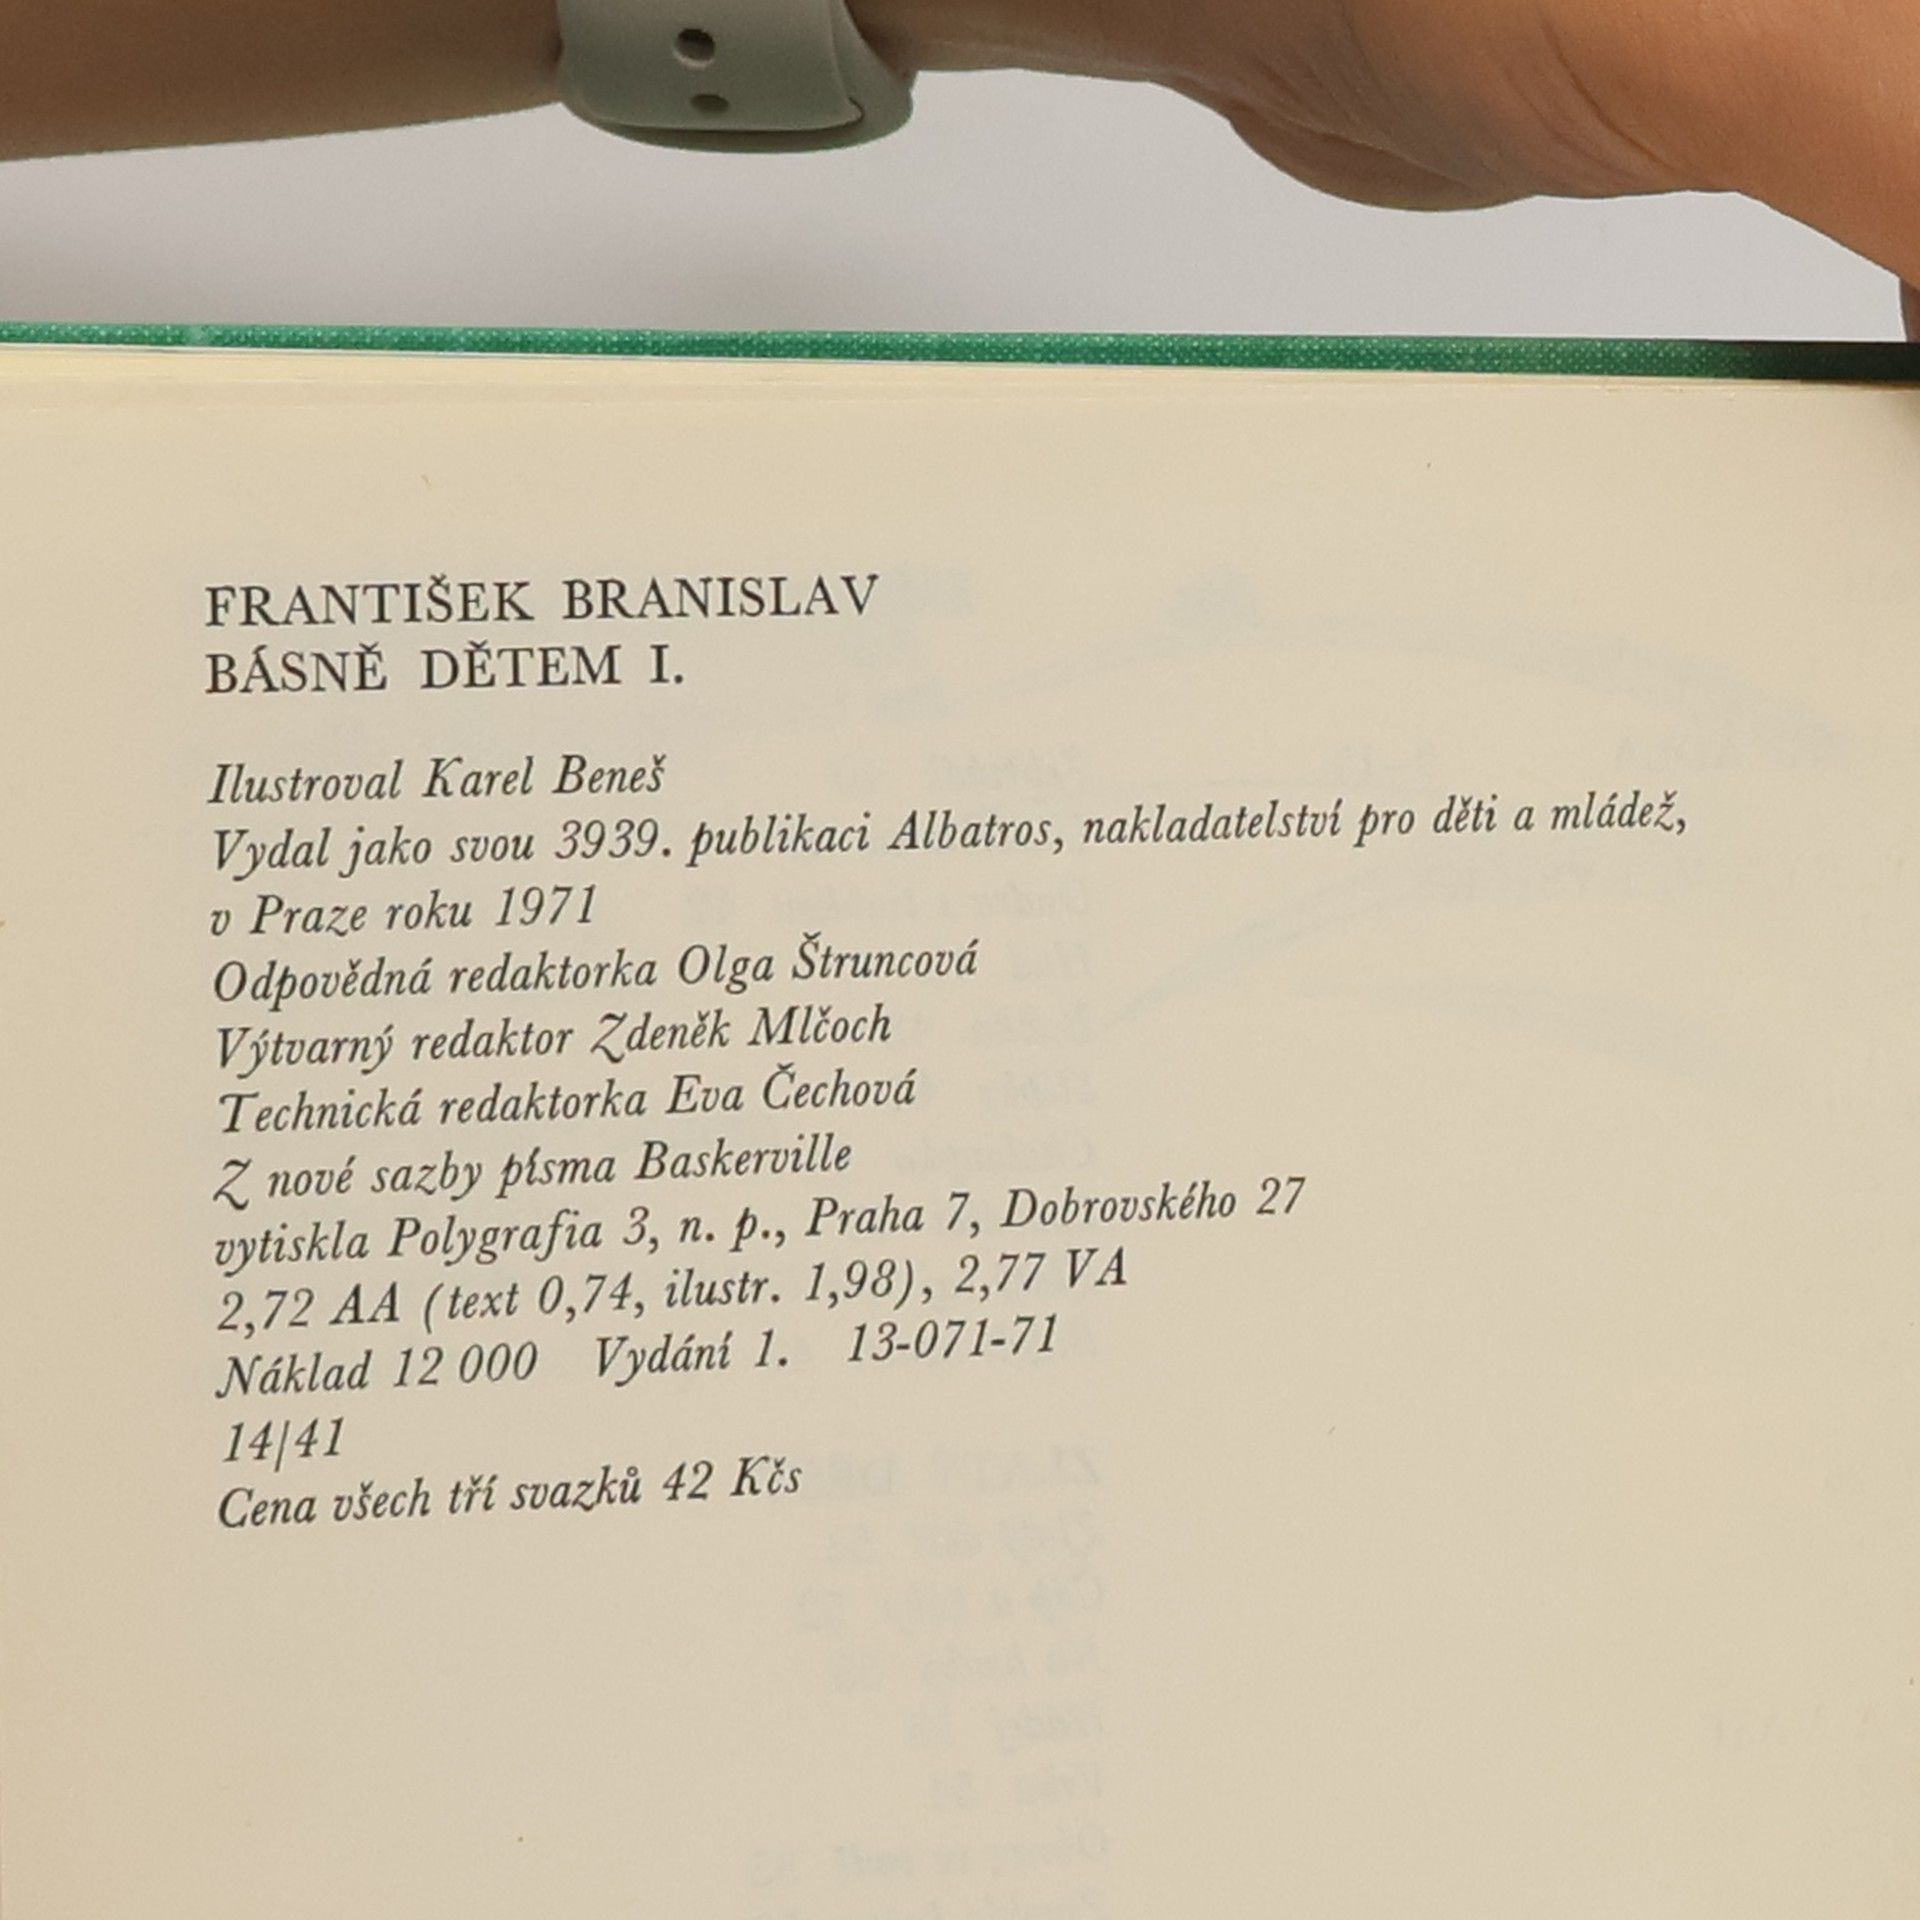 FRANTIŠEK BRANISLAV
BÁSNĚ DĚTEM I.
Ilustroval Karel Beneš
Vydal jako svou 3939. publikaci Albatros, nakladatelství pro děti a mládež,
v Praze roku 1971
Odpovědná redaktorka Olga Štruncová
Výtvarný redaktor Zdeněk Mlčoch
Technická redaktorka Eva Čechová
Z nové sazby písma Baskerville
vytiskla Polygrafia 3, n. p., Praha 7, Dobrovského 27
2,72 AA (text 0,74, ilustr. 1,98), 2,77 VA
Náklad 12 000 Vydání 1. 13-071-71
14/41
Cena všech tří svazků 42 Kčs